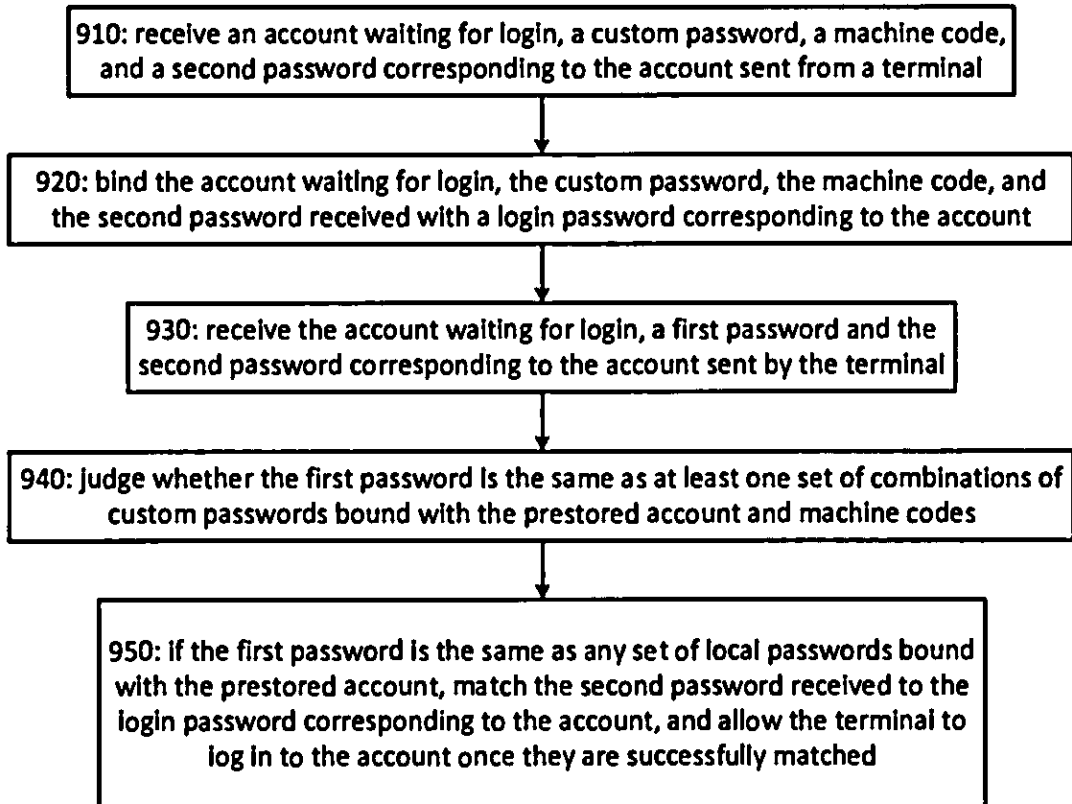 910: receive an account waiting for login, a custom password, a machine code,
and a second password corresponding to the account sent from a terminal
920: bind the account waiting for login, the custom password, the machine code, and
the second password received with a login password corresponding to the account
930: receive the account waiting for login, a first password and the
second password corresponding to the account sent by the terminal
940: judge whether the first password is the same as at least one set of combinations of
custom passwords bound with the prestored account and machine codes
950: if the first password is the same as any set of local passwords bound
with the prestored account, match the second password received to the
login password corresponding to the account, and allow the terminal to
log in to the account once they are successfully matched